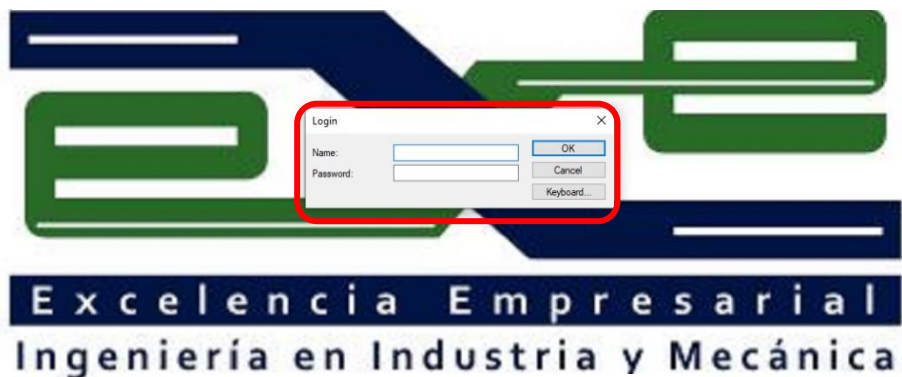 Login
Name:
OK
Password:
Cancel
Keyboard...
Excelencia Empresarial
Ingeniería en Industria y Mecánica